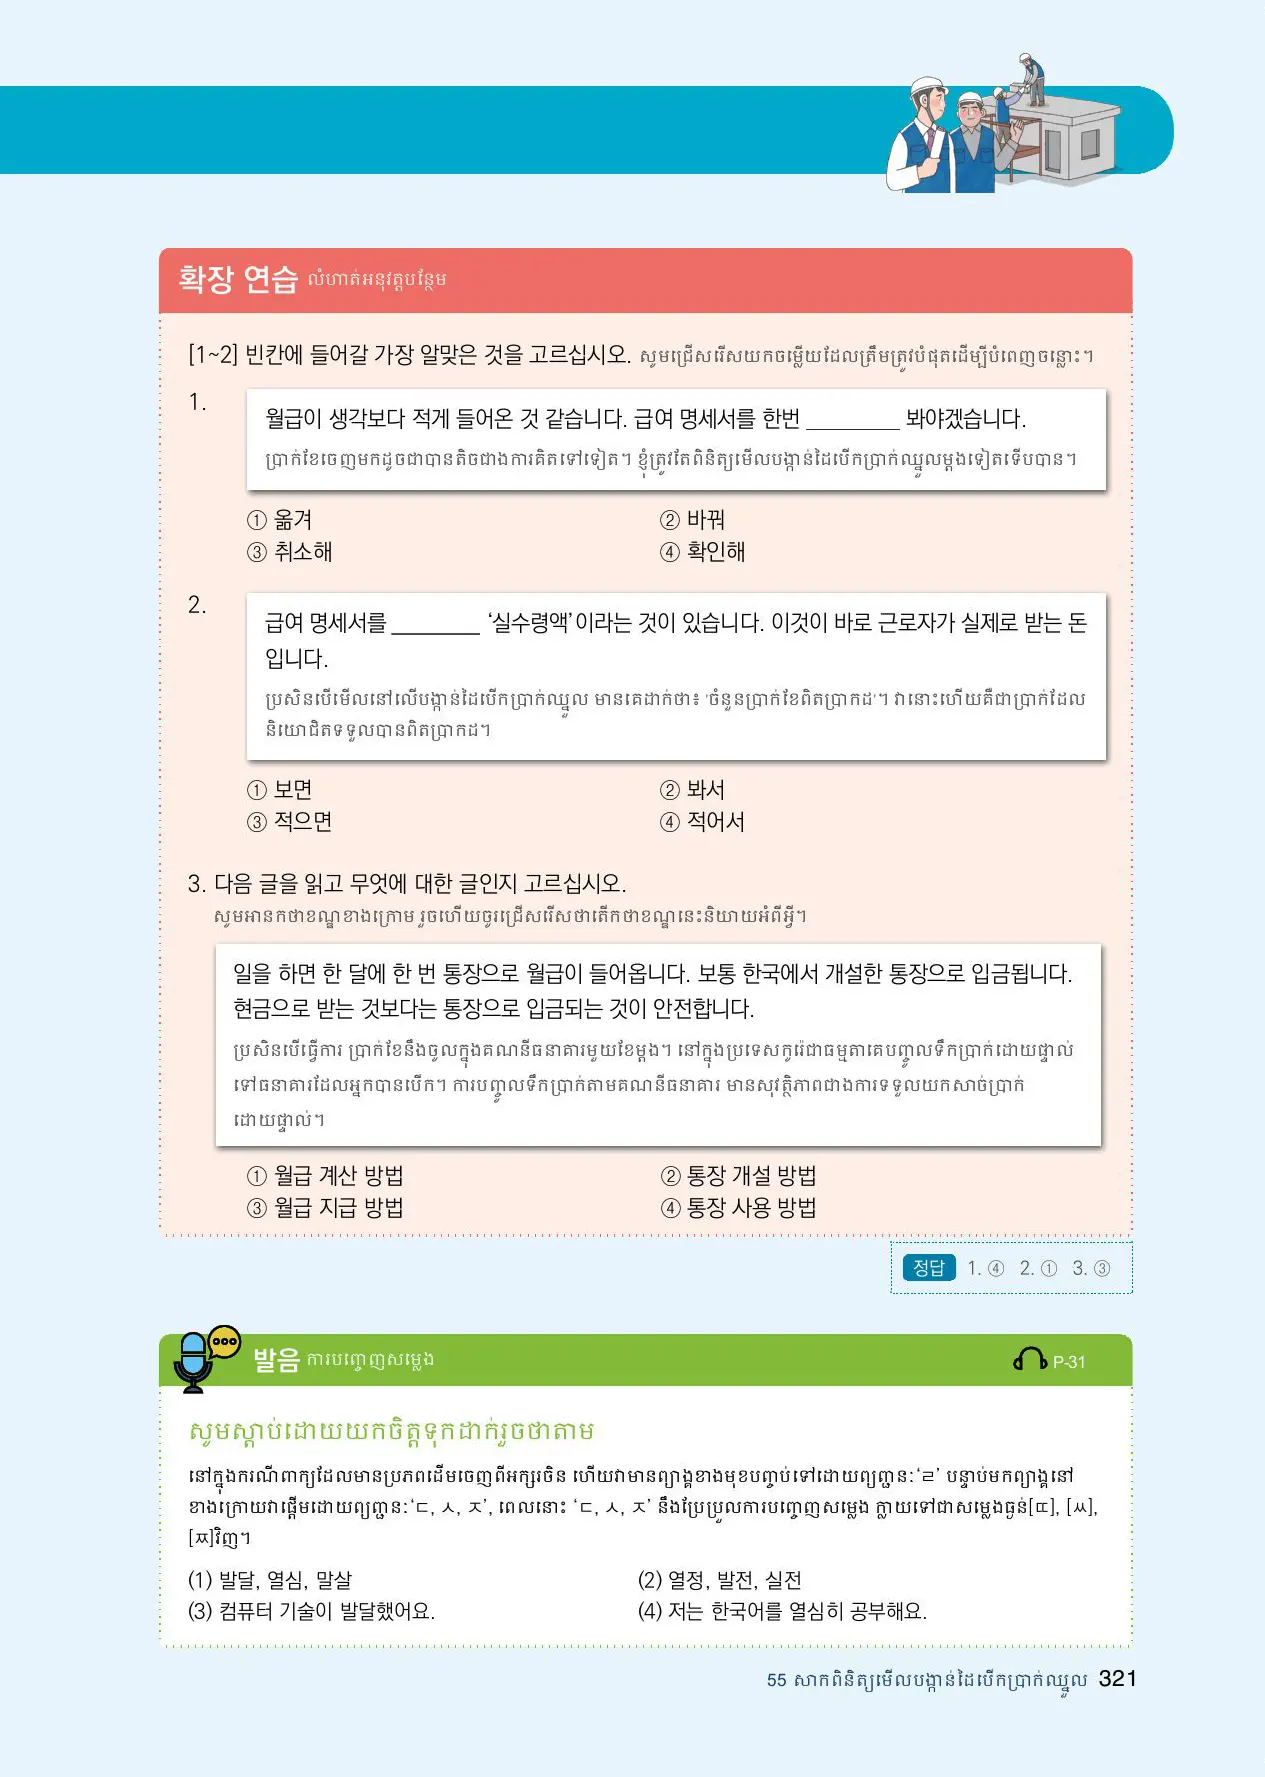 확장 연습 លំហាត់អនុវត្តបន្ថែម
[1~2] 빈칸에 들어갈 가장 알맞은 것을 고르십시오. សូមជ្រើសរើសយកចម្លើយដែលត្រឹមត្រូវបំផុតដើម្បីបំពេញចន្លោះ។
1.
월급이 생각보다 적게 들어온 것 같습니다. 급여 명세서를 한번 ________ 봐야겠습니다.
ប្រាក់ខែចេញមកដូចជាបានតិចជាងការគិតទៅទៀត។ ខ្ញុំត្រូវតែពិនិត្យមើលបង្កាន់ដៃបើកប្រាក់ឈ្នួលម្តងទៀតទើបបាន។
① 옮겨 ② 바꿔
③ 취소해 ④ 확인해
2.
급여 명세서를 ________ ‘실수령액’이라는 것이 있습니다. 이것이 바로 근로자가 실제로 받는 돈
입니다.
ប្រសិនបើមើលនៅលើបង្កាន់ដៃបើកប្រាក់ឈ្នួល មានគេដាក់ថា៖ ‘ចំនួនប្រាក់ខែពិតប្រាកដ’។ វានោះហើយគឺជាប្រាក់ដែល
និយោជិតទទួលបានពិតប្រាកដ។
① 보면 ② 봐서
③ 적으면 ④ 적어서
3. 다음 글을 읽고 무엇에 대한 글인지 고르십시오.
សូមអានកថាខណ្ឌខាងក្រោម រួចហើយចូរជ្រើសរើសថាតើកថាខណ្ឌនេះនិយាយអំពីអ្វី។
일을 하면 한 달에 한 번 통장으로 월급이 들어옵니다. 보통 한국에서 개설한 통장으로 입금됩니다.
현금으로 받는 것보다는 통장으로 입금되는 것이 안전합니다.
ប្រសិនបើធ្វើការ ប្រាក់ខែនឹងចូលក្នុងគណនីធនាគារមួយខែម្តង។ នៅក្នុងប្រទេសកូរ៉េជាធម្មតាគេបញ្ចូលទឹកប្រាក់ដោយផ្ទាល់
ទៅធនាគារដែលអ្នកបានបើក។ ការបញ្ចូលទឹកប្រាក់តាមគណនីធនាគារ មានសុវត្ថិភាពជាងការទទួលយកសាច់ប្រាក់
ដោយផ្ទាល់។
① 월급 계산 방법 ② 통장 개설 방법
③ 월급 지급 방법 ④ 통장 사용 방법
정답 1. ④ 2. ① 3. ③
발음 ការបញ្ចេញសម្លេង P-31
សូមស្តាប់ដោយយកចិត្តទុកដាក់រួចថាតាម
នៅក្នុងករណីពាក្យដែលមានប្រភពដើមចេញពីអក្សរចិន ហើយវាមានព្យាង្គខាងមុខបញ្ចប់ទៅដោយព្យញ្ជនៈ‘ㄹ’ បន្ទាប់មកព្យាង្គនៅ
ខាងក្រោយវាផ្តើមដោយព្យញ្ជនៈ‘ㄷ, ㅅ, ㅈ’, ពេលនោះ ‘ㄷ, ㅅ, ㅈ’ នឹងប្រែប្រួលការបញ្ចេញសម្លេង ក្លាយទៅជាសម្លេងធ្ងន់[ㄸ], [ㅆ],
[ㅉ]វិញ។
(1) 발달, 열심, 말살 (2) 열정, 발전, 실전
(3) 컴퓨터 기술이 발달했어요. (4) 저는 한국어를 열심히 공부해요.
55 សាកពិនិត្យមើលបង្កាន់ដៃបើកប្រាក់ឈ្នួល 321